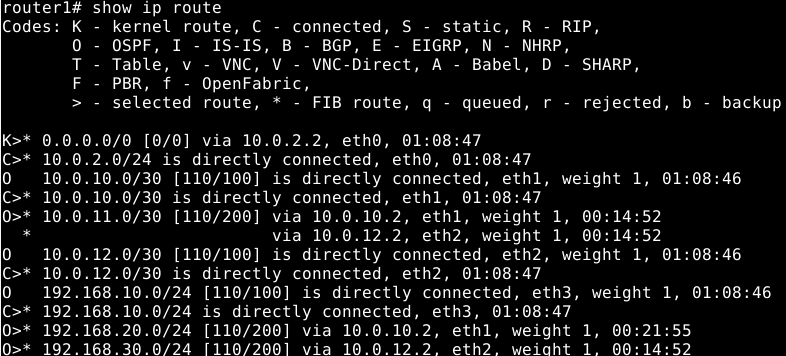 router1# show ip route
Codes: K - kernel route, C - connected, S - static, R - RIP,
       O - OSPF, I - IS-IS, B - BGP, E - EIGRP, N - NHRP,
       T - Table, v - VNC, V - VNC-Direct, A - Babel, D - SHARP,
       F - PBR, f - OpenFabric,
       > - selected route, * - FIB route, q - queued, r - rejected, b - backup

K>* 0.0.0.0/0 [0/0] via 10.0.2.2, eth0, 01:08:47
C>* 10.0.2.0/24 is directly connected, eth0, 01:08:47
O   10.0.10.0/30 [110/100] is directly connected, eth1, weight 1, 01:08:46
C>* 10.0.10.0/30 is directly connected, eth1, 01:08:47
O>* 10.0.11.0/30 [110/200] via 10.0.10.2, eth1, weight 1, 00:14:52
  *                        via 10.0.12.2, eth2, weight 1, 00:14:52
O   10.0.12.0/30 [110/100] is directly connected, eth2, weight 1, 01:08:46
C>* 10.0.12.0/30 is directly connected, eth2, 01:08:47
O   192.168.10.0/24 [110/100] is directly connected, eth3, weight 1, 01:08:46
C>* 192.168.10.0/24 is directly connected, eth3, 01:08:47
O>* 192.168.20.0/24 [110/200] via 10.0.10.2, eth1, weight 1, 00:21:55
O>* 192.168.30.0/24 [110/200] via 10.0.12.2, eth2, weight 1, 00:14:52